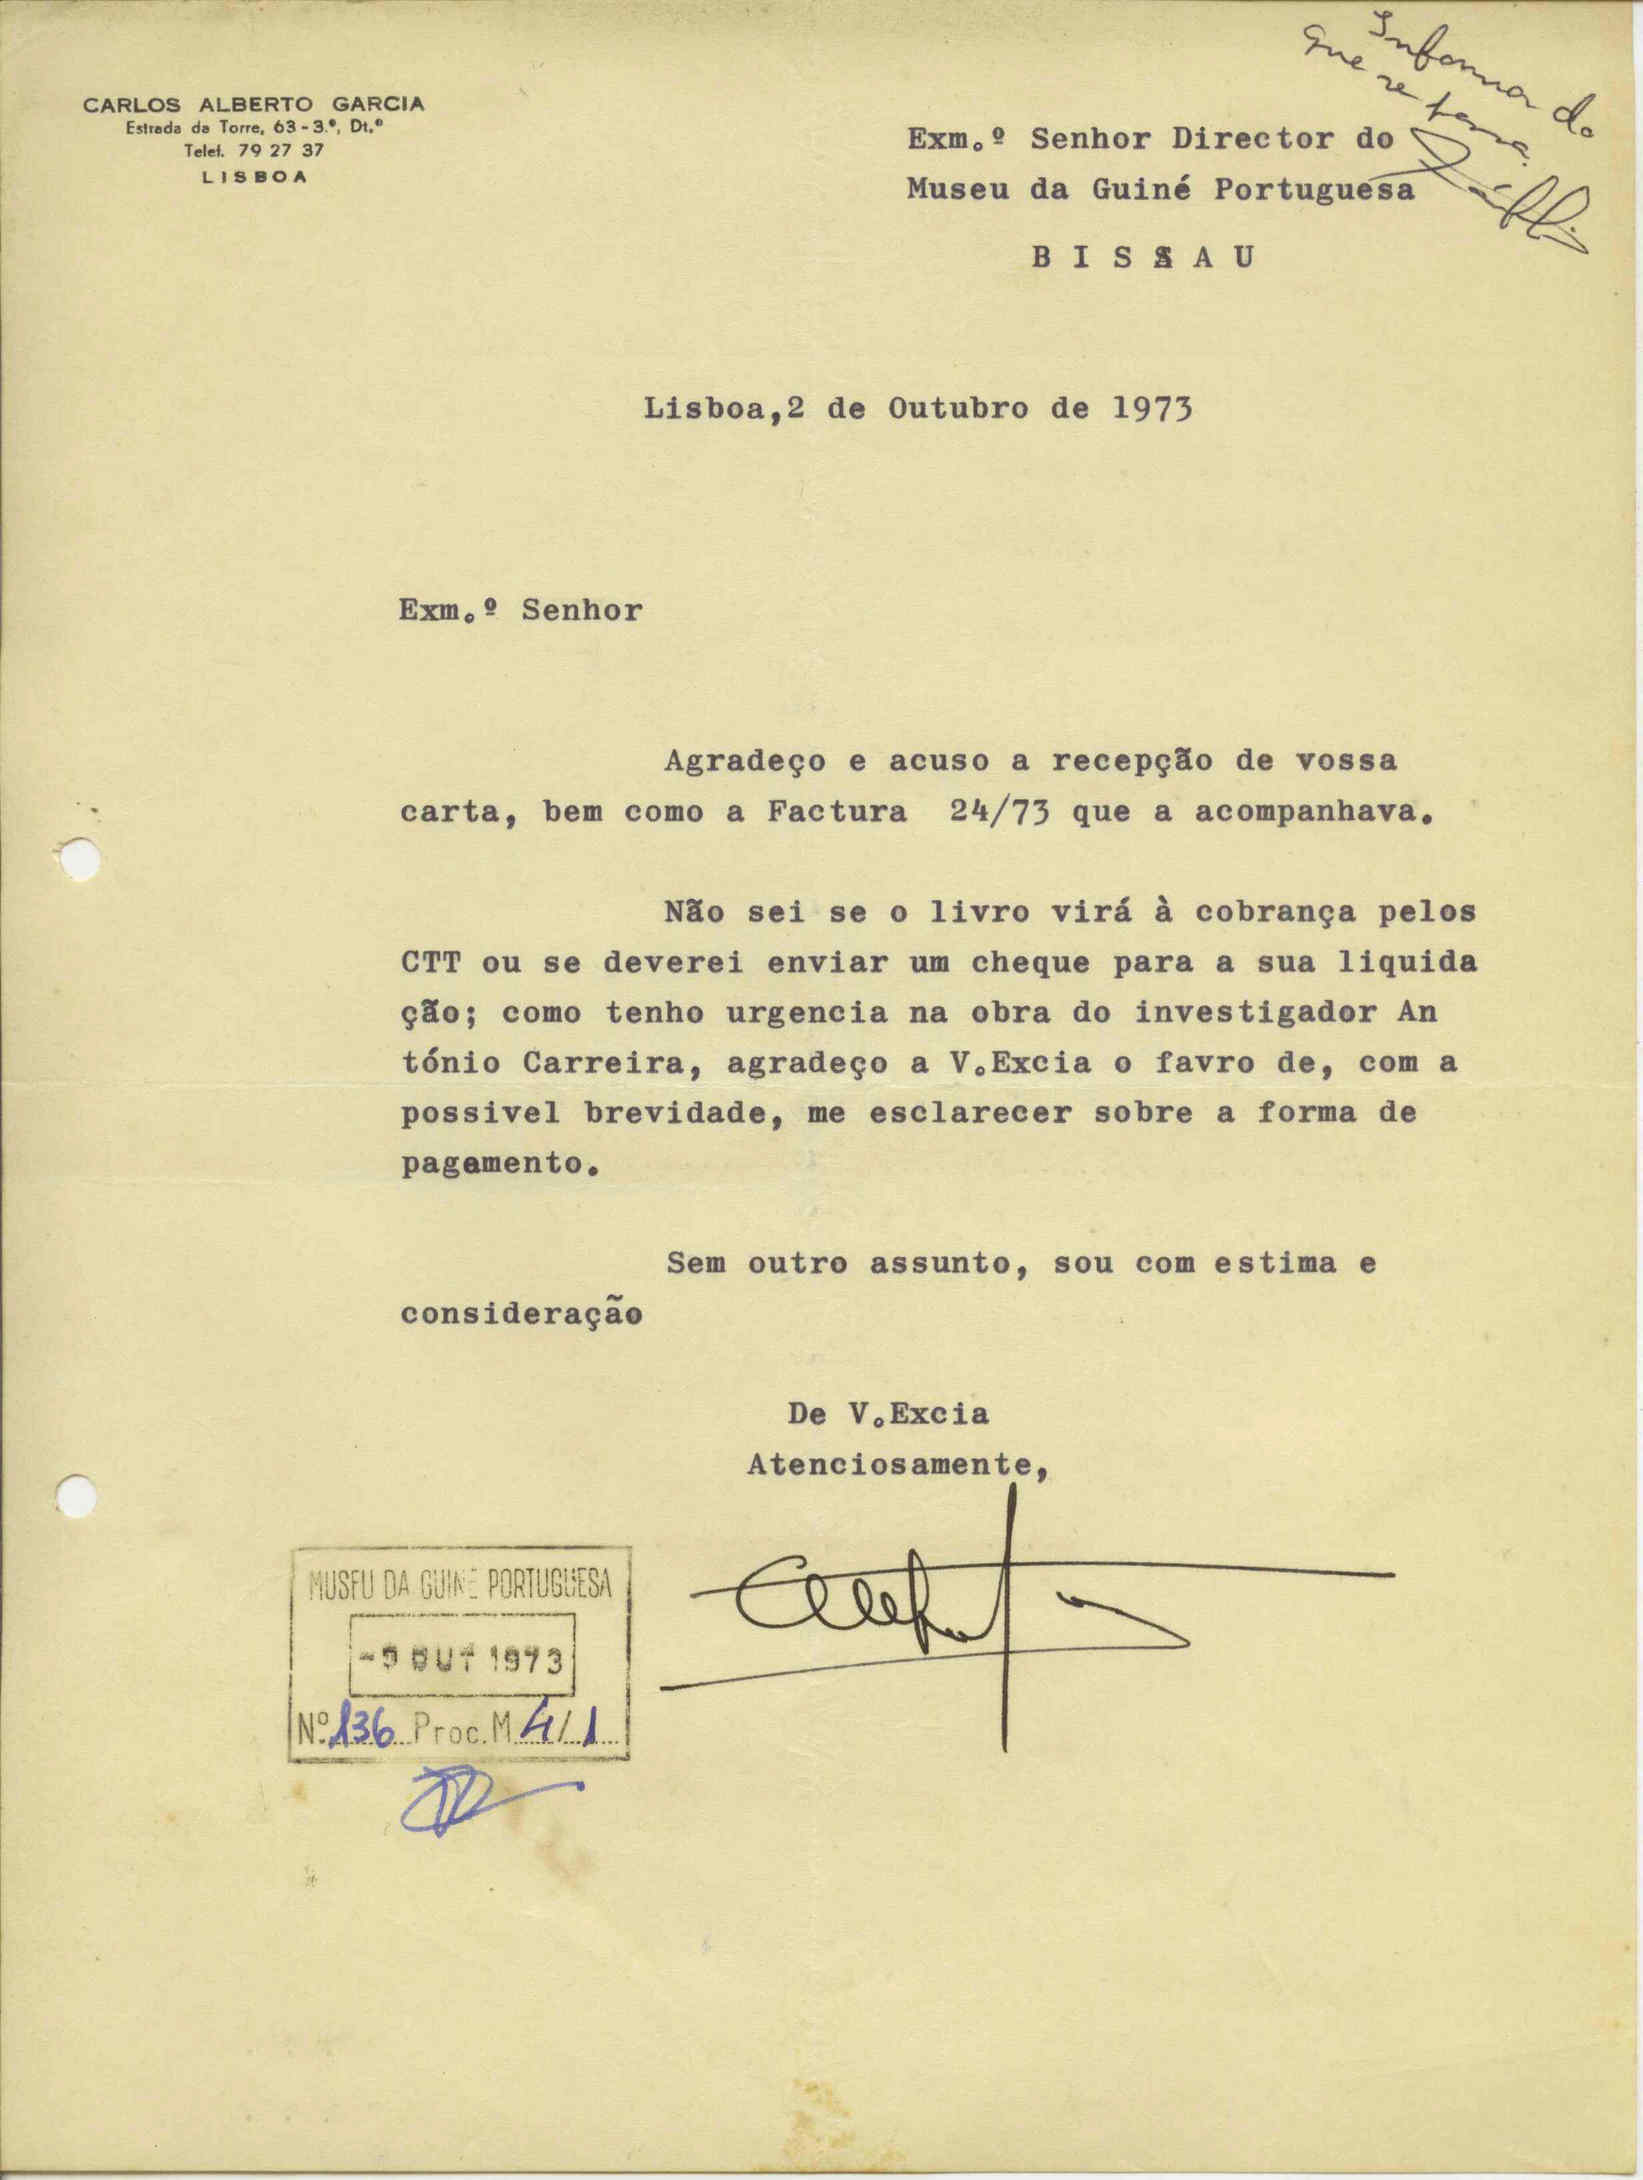 CARLOS ALBERTO GARCIA
Estrada da Torre, 63-3.º, Dt.º
Telef. 79 27 37
LISBOA
Informar do
que se
Exm.º Senhor Director do
Museu da Guiné Portuguesa
B I S S A U
Lisboa,2 de Outubro de 1973
Exm.º Senhor
Agradeço e acuso a recepção de vossa
carta, bem como a Factura 24/73 que a acompanhava.
Não sei se o livro virá à cobrança pelos
CTT ou se deverei enviar um cheque para a sua liquida
ção; como tenho urgencia na obra do investigador An
tónio Carreira, agradeço a V.Excia o favro de, com a
possivel brevidade, me esclarecer sobre a forma de
pagamento.
Sem outro assunto, sou com estima e
consideração
De V.Excia
Atenciosamente,
MUSEU DA GUINÉ PORTUGUESA
OUT 1973
Nº 136 Proc. M 4/1